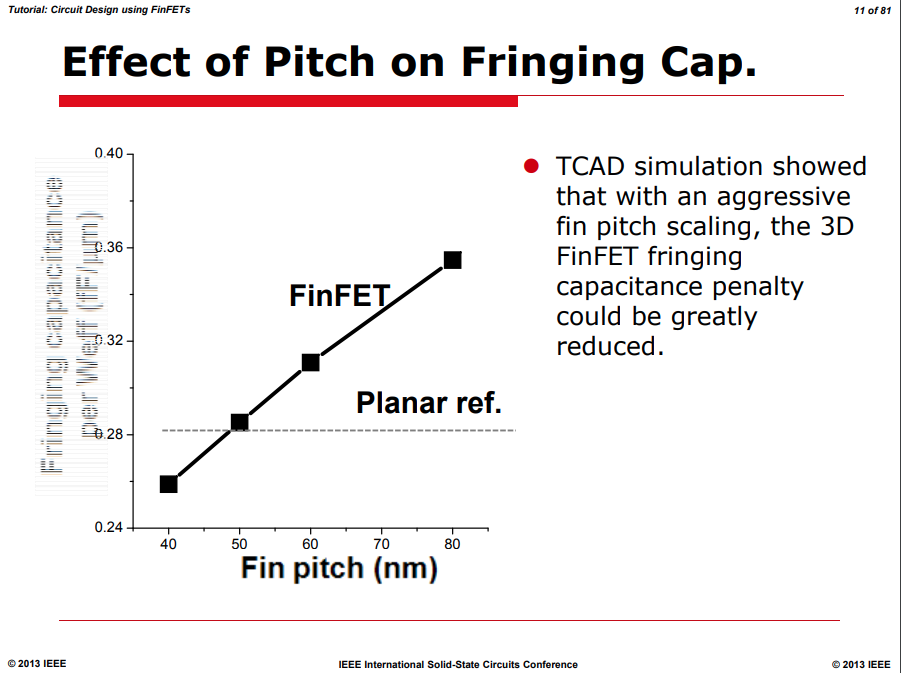 Tutorial: Circuit Design using FinFETs
11 of 81
Effect of Pitch on Fringing Cap.
Fringing capacitance
per Weff (fF/μm)
0.40
0.36
0.32
0.28
0.24
FinFET
Planar ref.
40 50 60 70 80
Fin pitch (nm)
TCAD simulation showed
that with an aggressive
fin pitch scaling, the 3D
FinFET fringing
capacitance penalty
could be greatly
reduced.
© 2013 IEEE
IEEE International Solid-State Circuits Conference
© 2013 IEEE